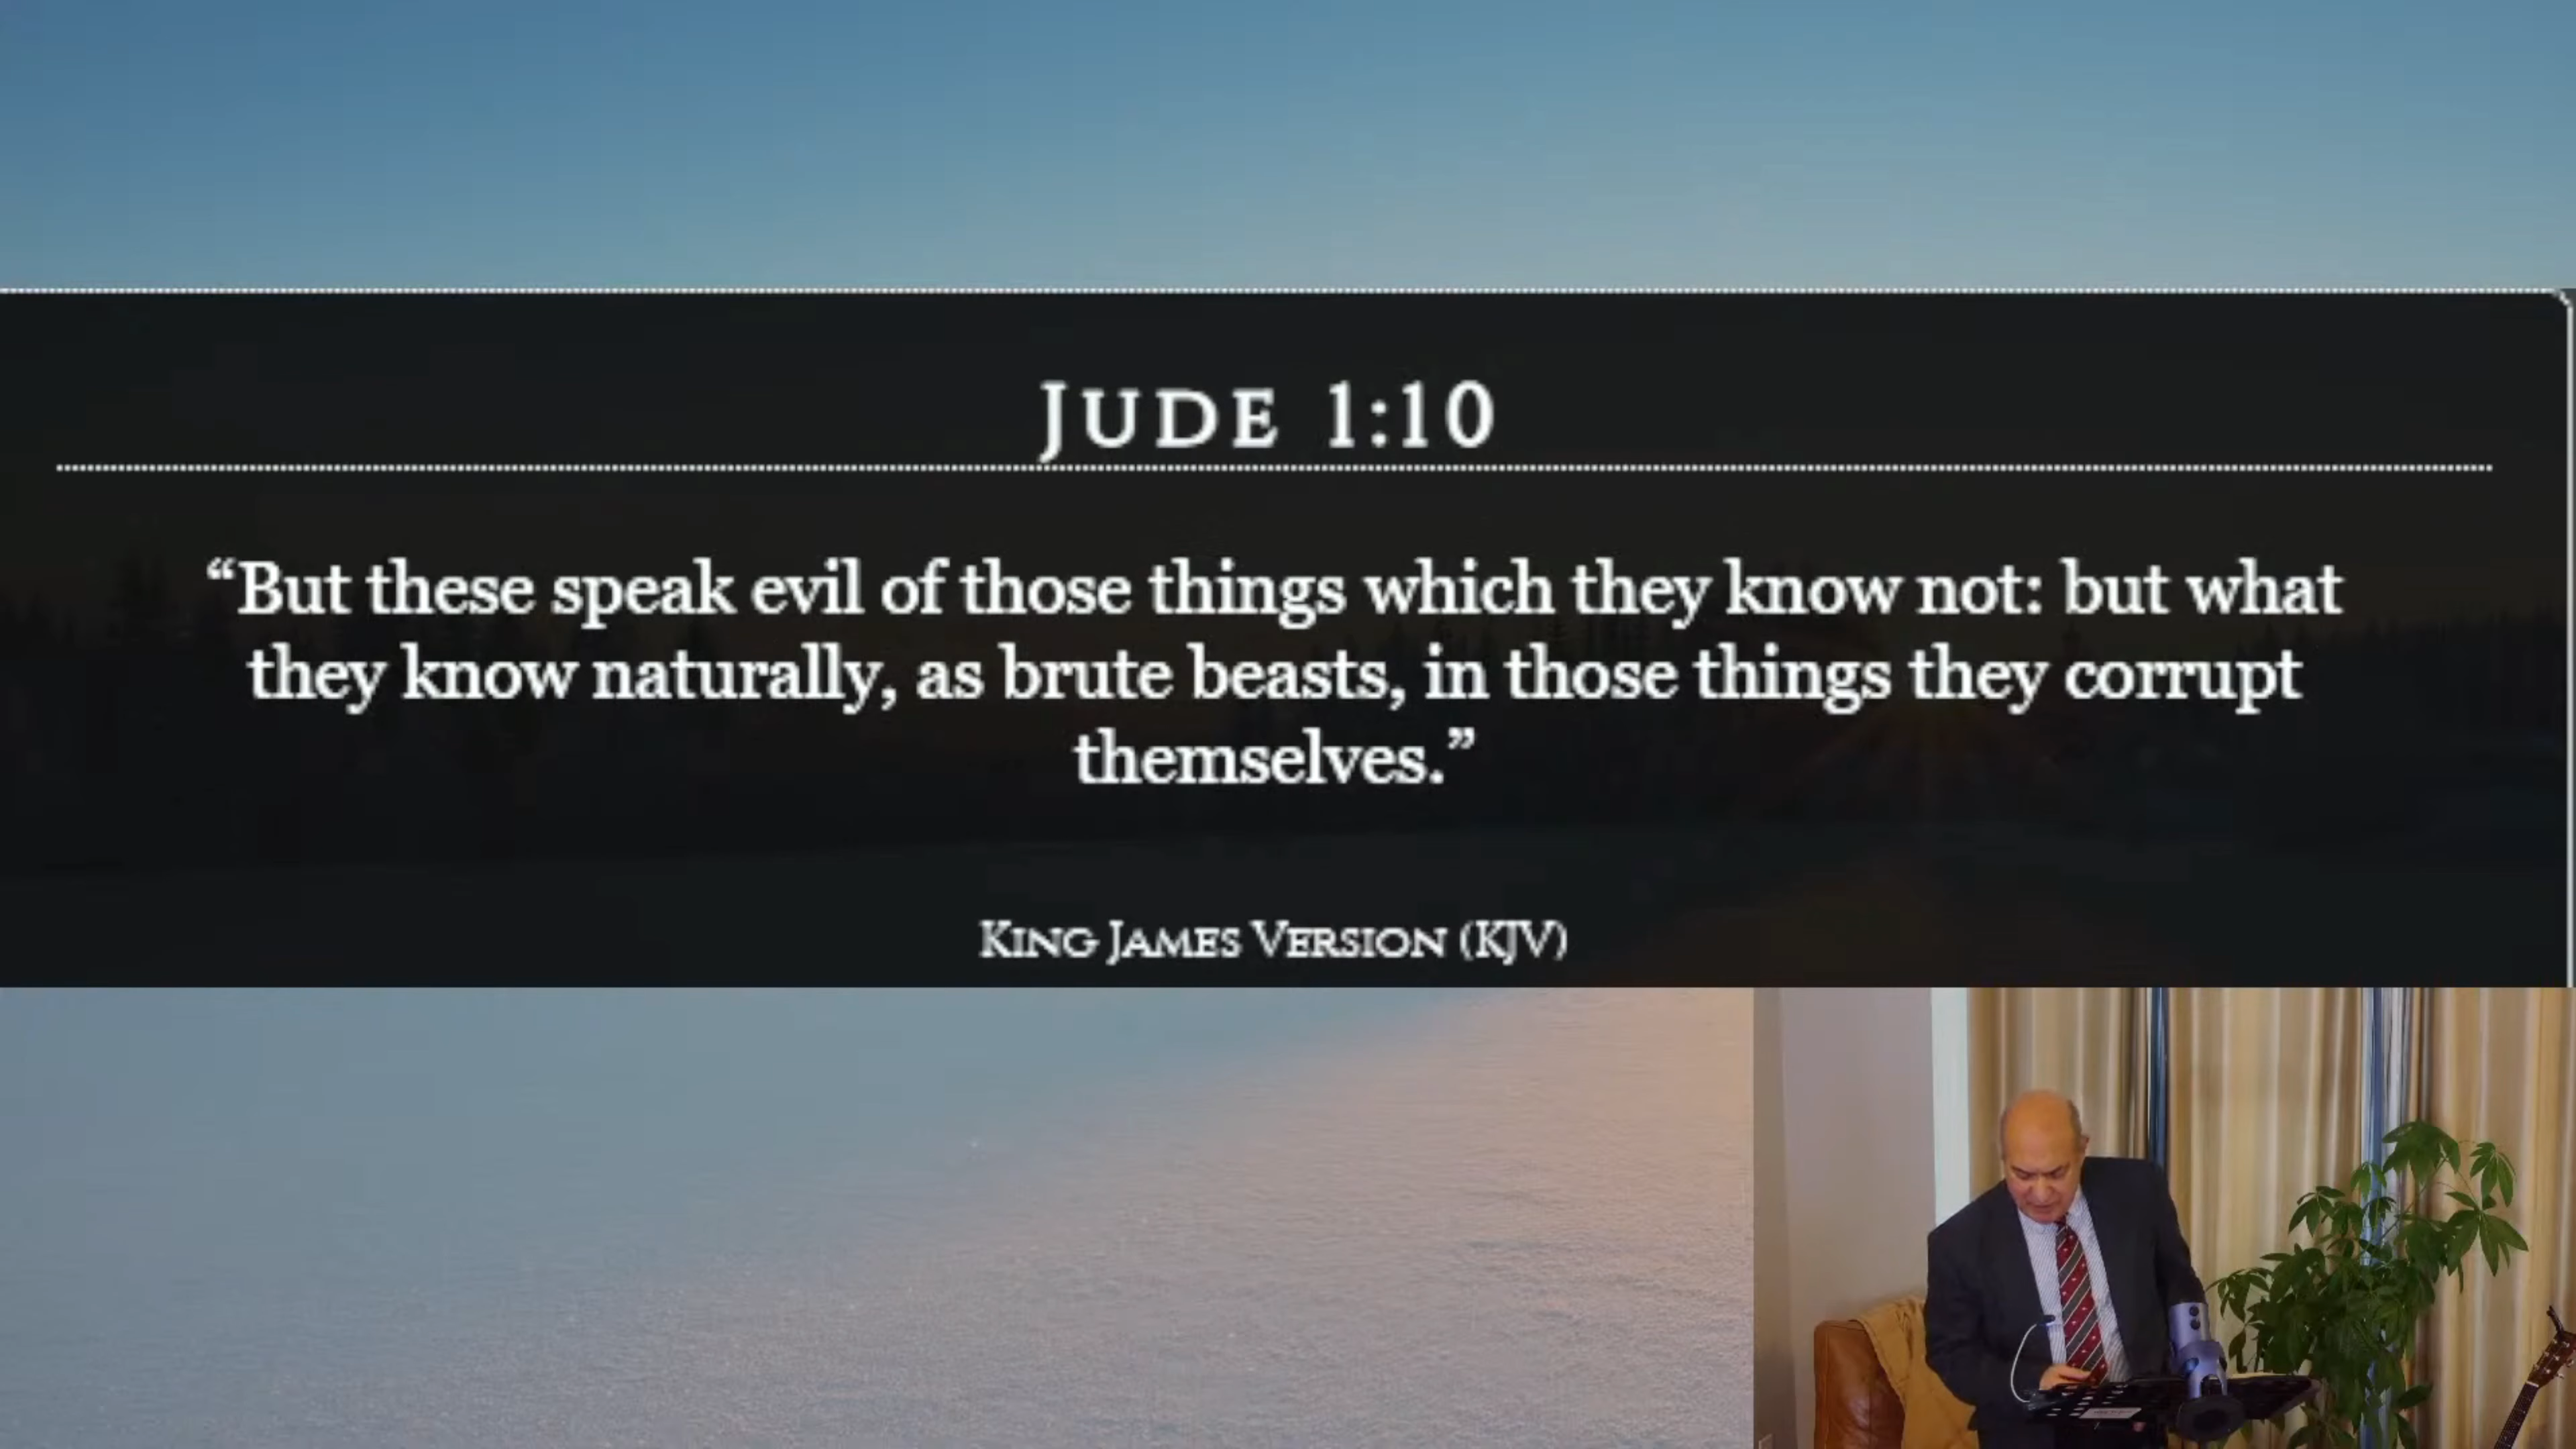 JUDE 1:10
“But these speak evil of those things which they know not: but what
they know naturally, as brute beasts, in those things they corrupt
themselves.”
KING JAMES VERSION (KJV)